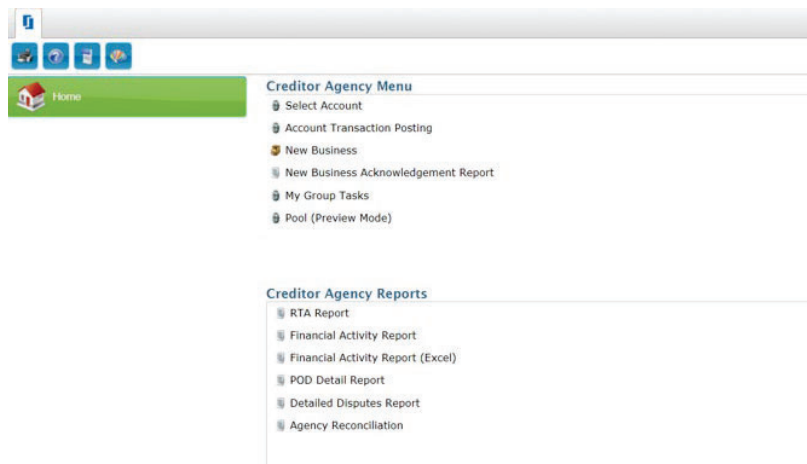 Home
Creditor Agency Menu
Select Account
Account Transaction Posting
New Business
New Business Acknowledgement Report
My Group Tasks
Pool (Preview Mode)
Creditor Agency Reports
RTA Report
Financial Activity Report
Financial Activity Report (Excel)
POD Detail Report
Detailed Disputes Report
Agency Reconciliation